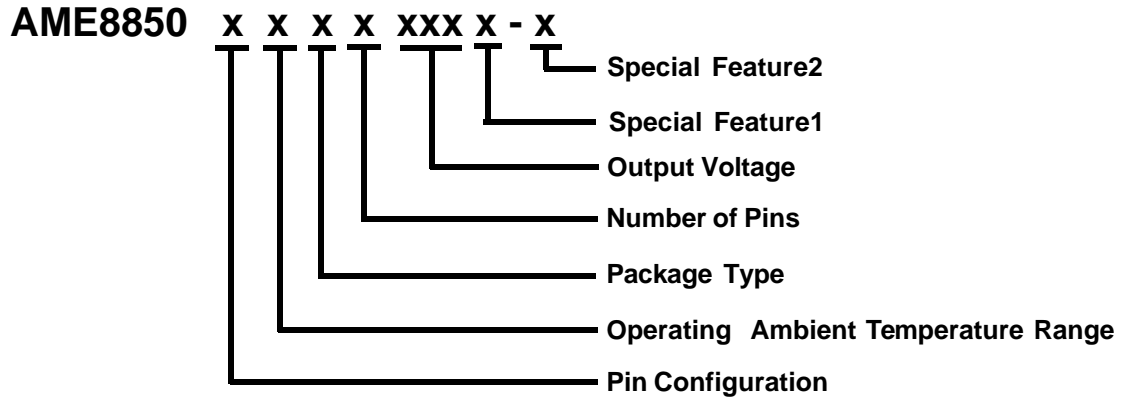 AME8850 x x x x xxx x - x
Special Feature2
Special Feature1
Output Voltage
Number of Pins
Package Type
Operating Ambient Temperature Range
Pin Configuration